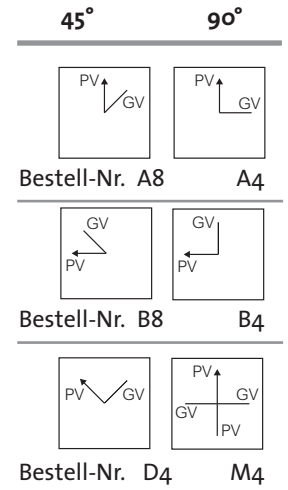 45° 90°
PV GV PV GV
Bestell-Nr. A8 A4
GV PV GV PV
Bestell-Nr. B8 B4
PV GV PV GV GV PV
Bestell-Nr. D4 M4